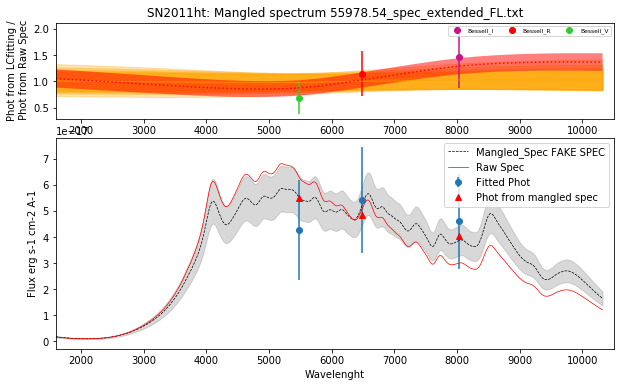 SN2011ht: Mangled spectrum 55978.54_spec_extended_FL.txt
Phot from LCfitting /
Phot from Raw Spec
2.0
1.5
1.0
0.5
Bessell_I
Bessell_R
Bessell_V
2000 3000 4000 5000 6000 7000 8000 9000 10000
1e-17
Flux erg s-1 cm-2 A-1
7
6
5
4
3
2
1
0
Mangled_Spec FAKE SPEC
Raw Spec
Fitted Phot
Phot from mangled spec
2000 3000 4000 5000 6000 7000 8000 9000 10000
Wavelenght